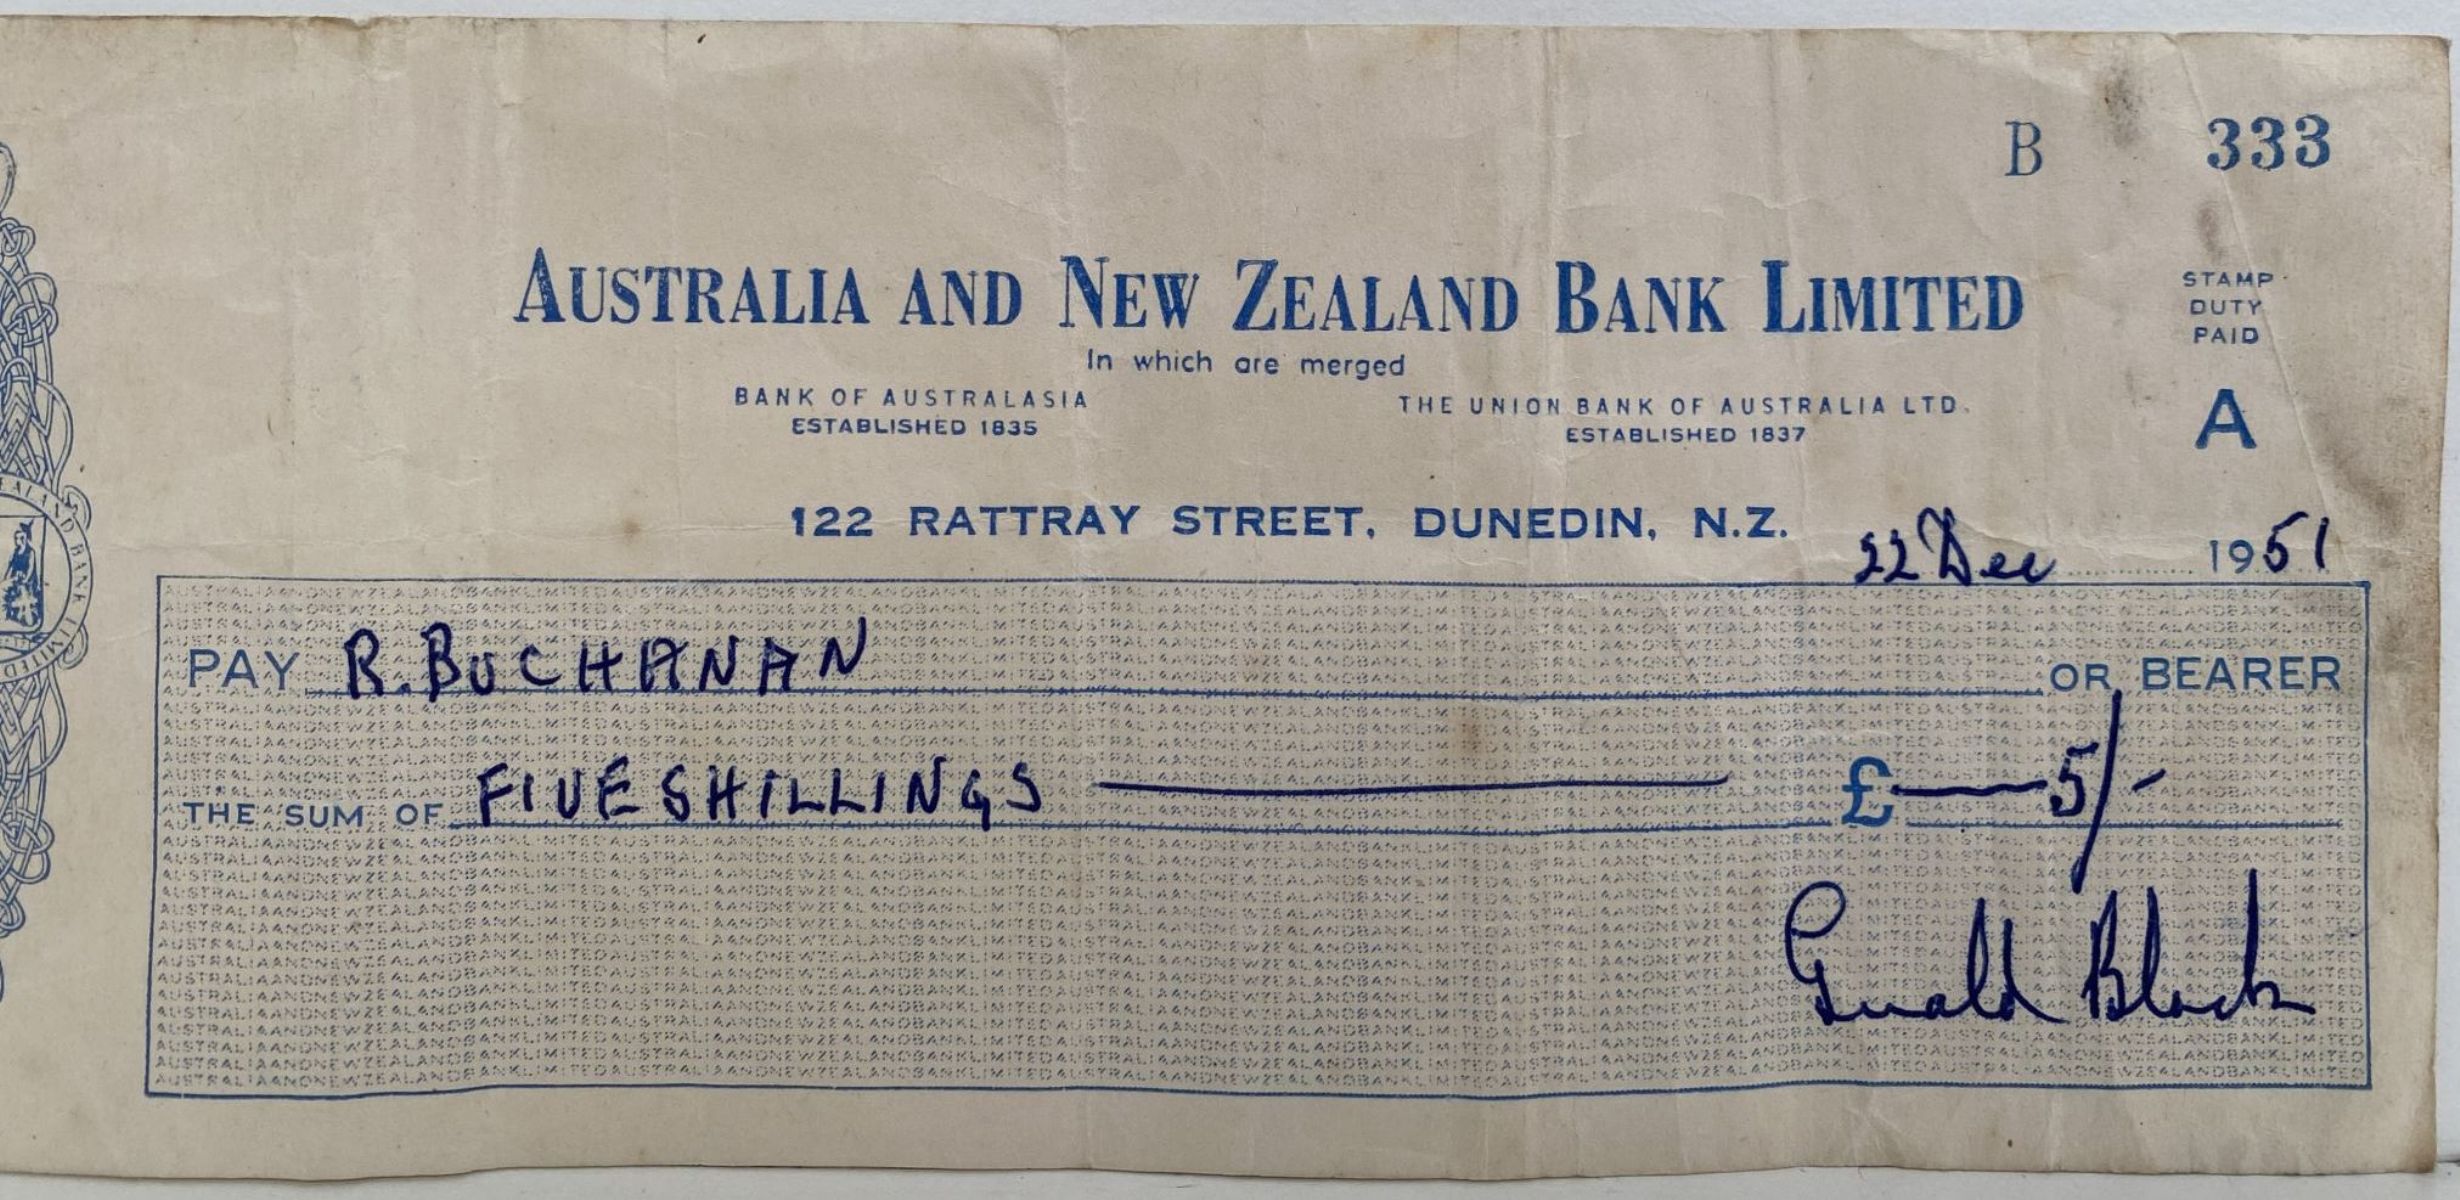 B 333
AUSTRALIA AND NEW ZEALAND BANK LIMITED
In which are merged
BANK OF AUSTRALASIA
ESTABLISHED 1835
THE UNION BANK OF AUSTRALIA LTD.
ESTABLISHED 1837
STAMP
DUTY
PAID
A
122 RATTRAY STREET, DUNEDIN, N.Z.
22 Dec 1951
PAY R. BUCHANAN OR BEARER
THE SUM OF FIVE SHILLINGS £ 5/-
Gerald Black